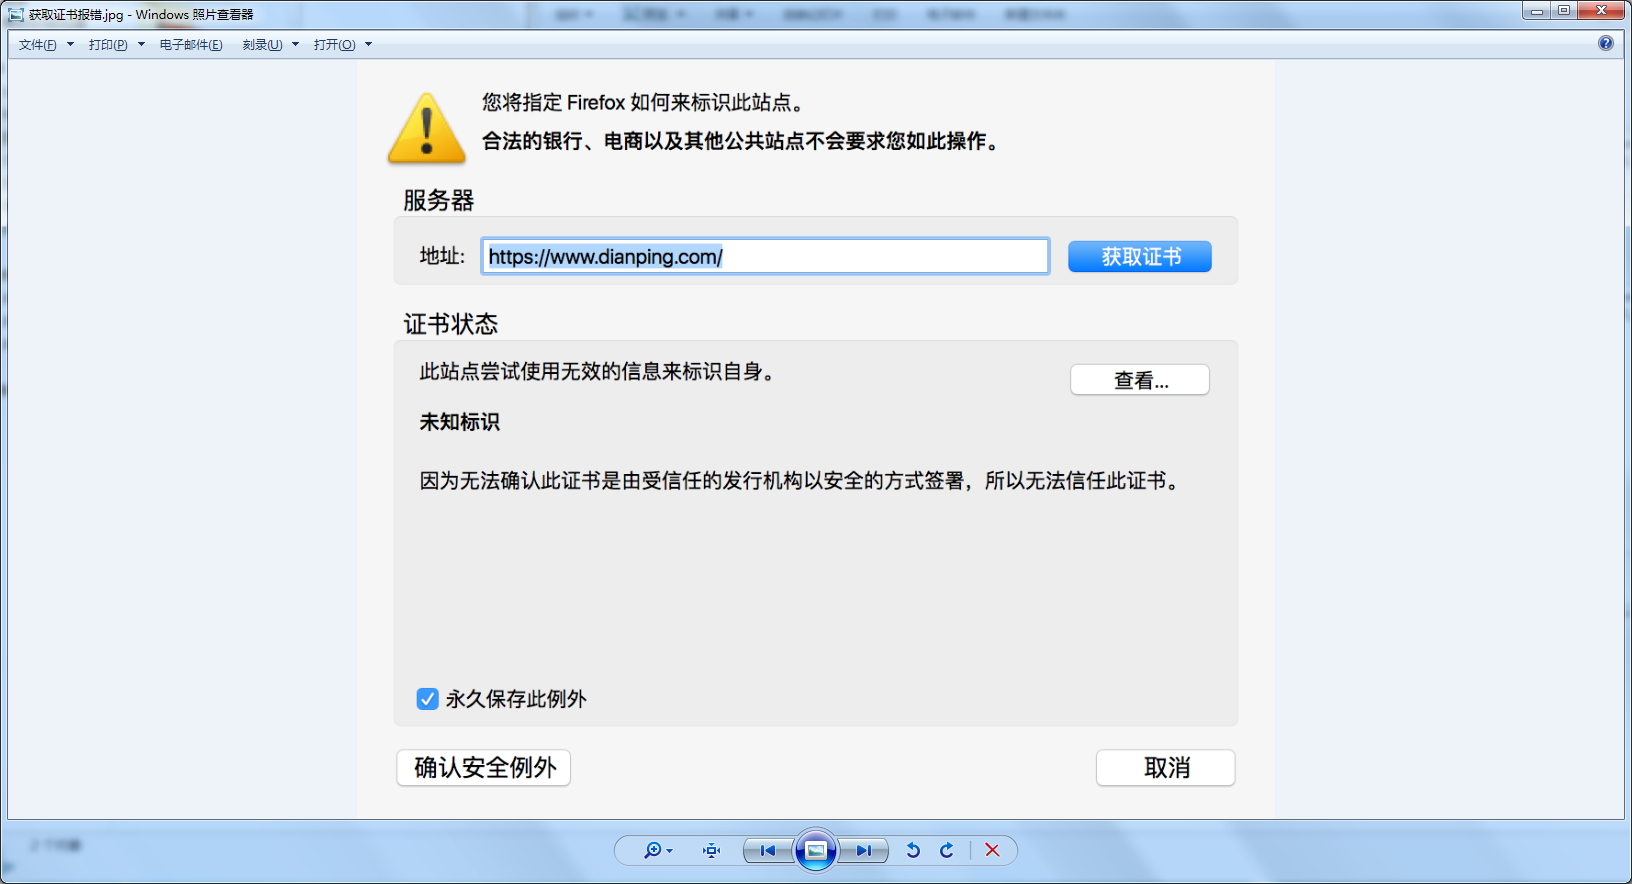 获取证书报错.jpg - Windows 照片查看器
文件(F) 打印(P) 电子邮件(E) 刻录(U) 打开(O)
您将指定 Firefox 如何来标识此站点。
合法的银行、电商以及其他公共站点不会要求您如此操作。
服务器
地址: https://www.dianping.com/ 获取证书
证书状态
此站点尝试使用无效的信息来标识自身。
查看...
未知标识
因为无法确认此证书是由受信任的发行机构以安全的方式签署，所以无法信任此证书。
永久保存此例外
确认安全例外 取消